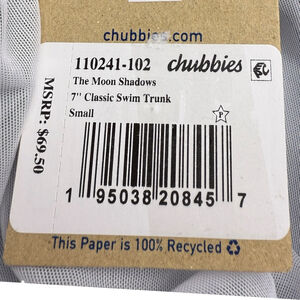 chubbies.com
110241-102 chubbies EL
The Moon Shadows
7" Classic Swim Trunk
Small
P
MSRP: $69.50
1 95038 20845 7
This Paper is 100% Recycled